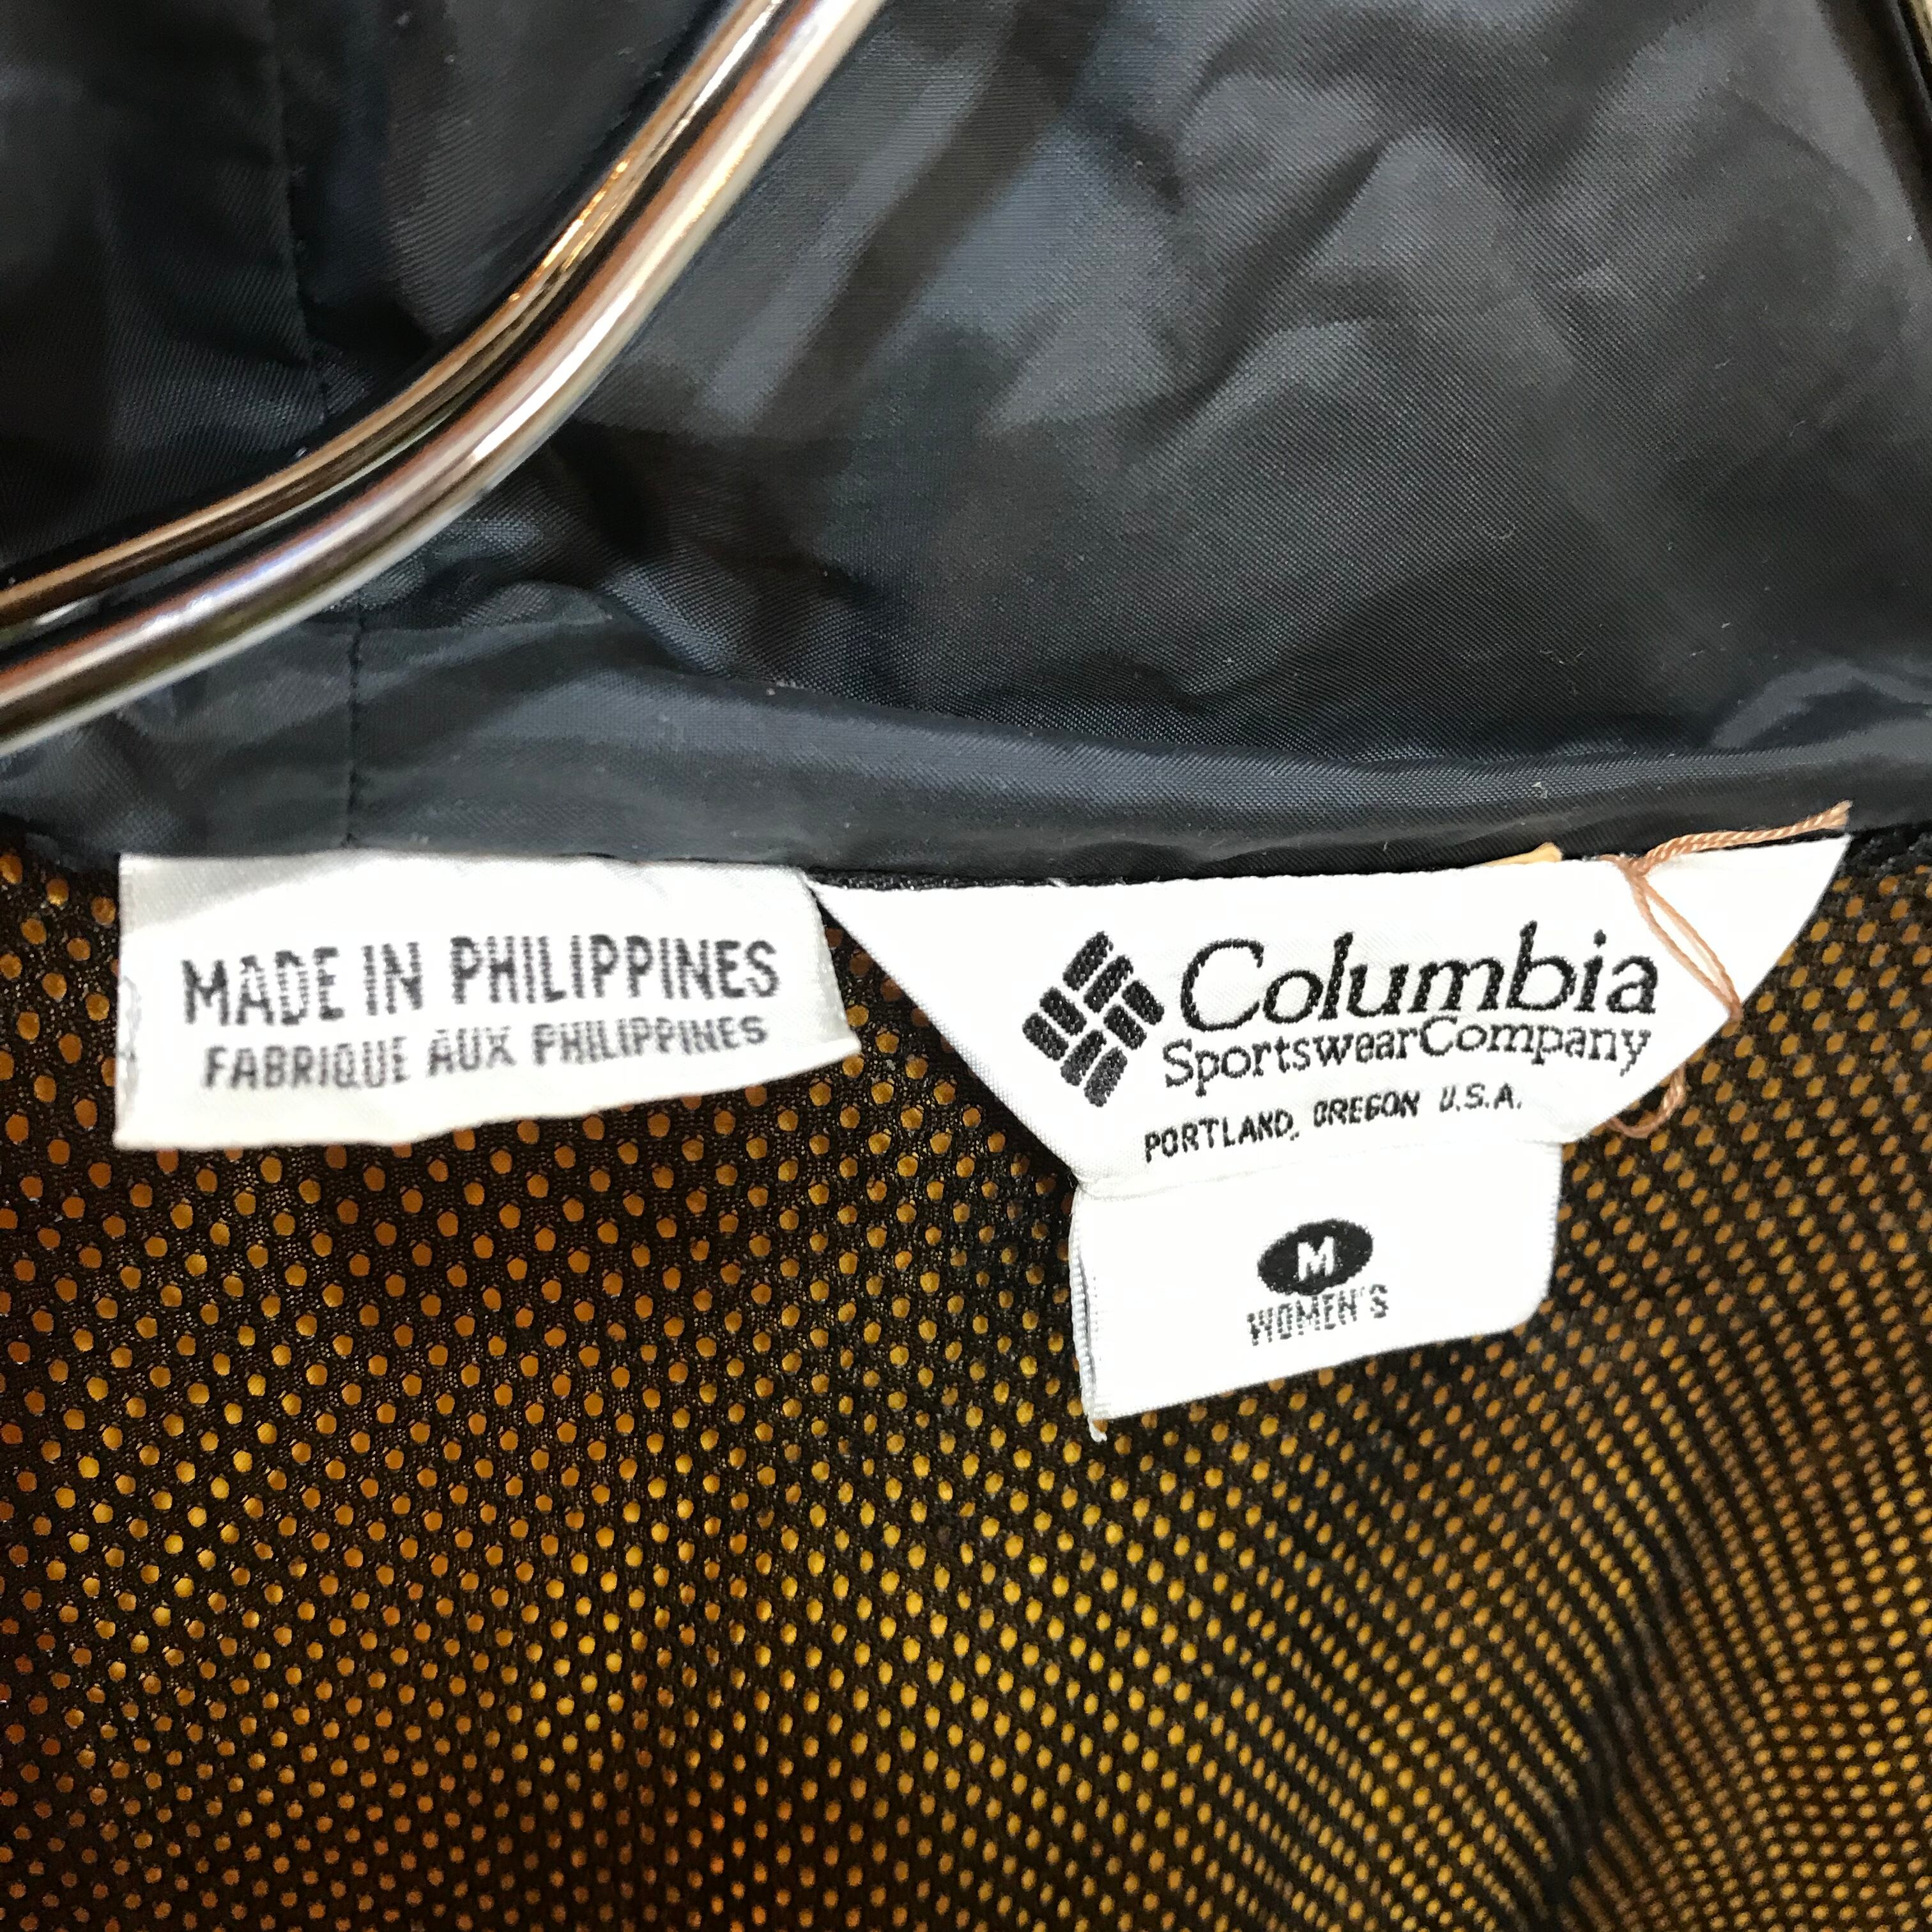 MADE IN PHILIPPINES
FABRIQUE AUX PHILIPPINES
Columbia
SportswearCompany
PORTLAND, OREGON U.S.A.
M
WOMEN'S